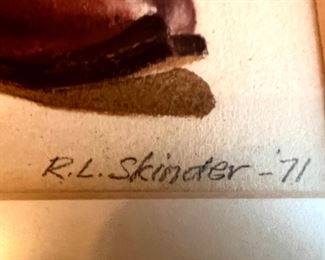 R.L. Skinder - '71